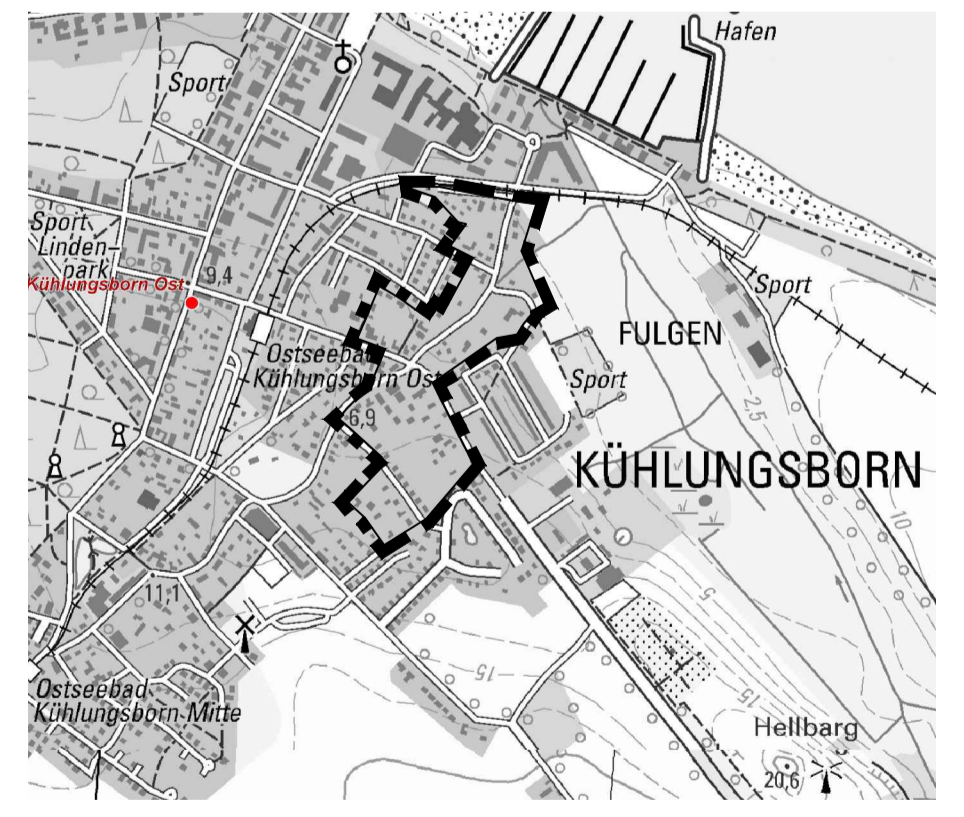 Hafen
Sport
Sport
Linden-
park
9,4
Kühlungsborn Ost
Sport
FULGEN
Ostseebad
Kühlungsborn Ost
Sport
2,5
6,9
KÜHLUNGSBORN
10
11,1
5
15
15
Ostseebad
Kühlungsborn-Mitte
Hellbarg
20,6